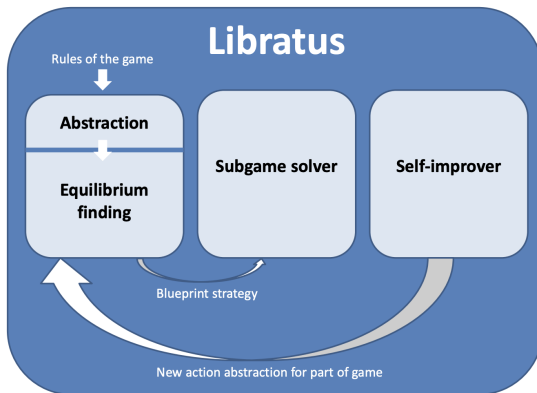 Libratus
Rules of the game
Abstraction
Equilibrium
finding
Subgame solver
Self-improver
Blueprint strategy
New action abstraction for part of game